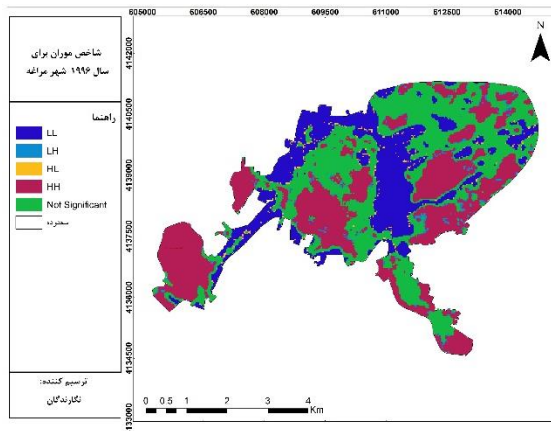 605000 606500 608000 609500 611000 612500 614000
شاخص موران برای
سال ۱۹۹۶ شهر مراغه
راهنما
LL
LH
HL
HH
Not Significant
محدوده
ترسیم کننده:
نگارندگان
N
4142000
4140500
4139000
4137500
4136000
4134500
133000
0 0.5 1 2 3 4
Km